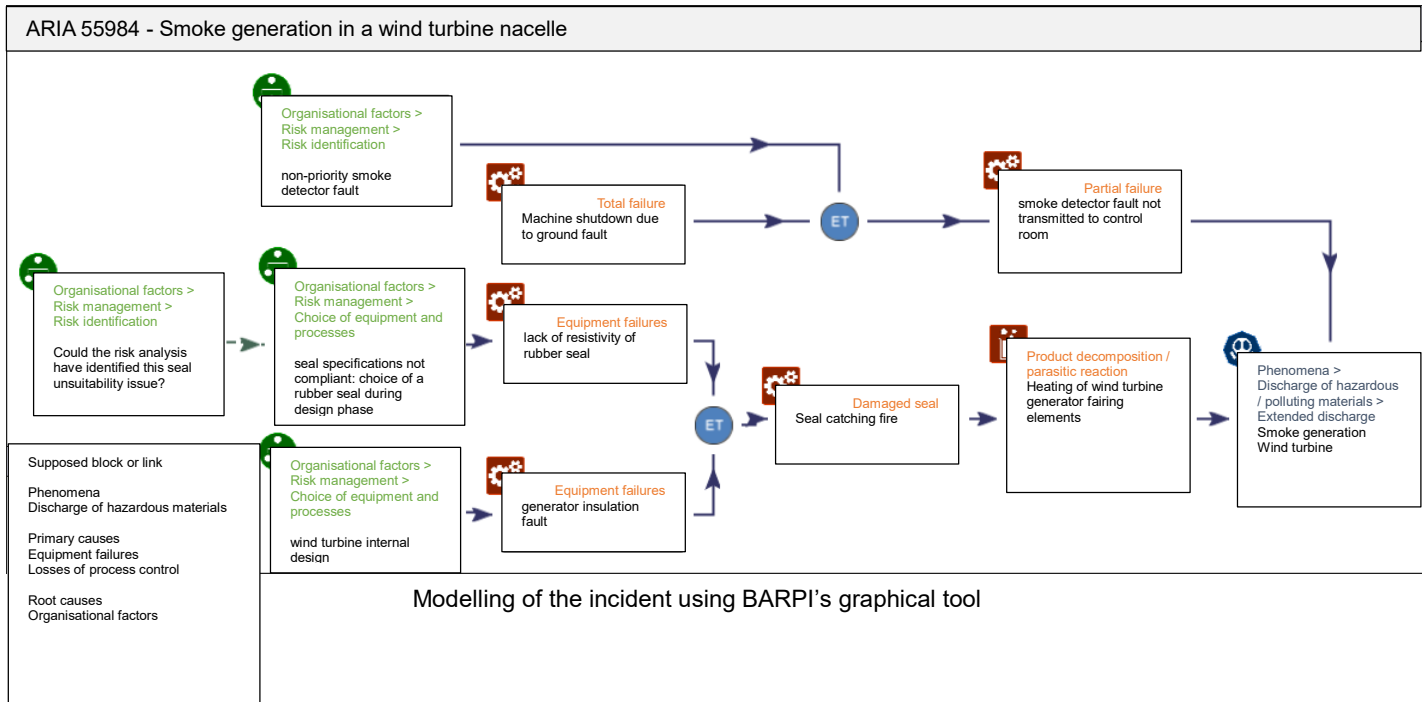 ARIA 55984 - Smoke generation in a wind turbine nacelle
Organisational factors >
Risk management >
Risk identification
non-priority smoke
detector fault
Total failure
Machine shutdown due
to ground fault
ET
Partial failure
smoke detector fault not
transmitted to control
room
Organisational factors >
Risk management >
Risk identification
Could the risk analysis
have identified this seal
unsuitability issue?
Organisational factors >
Risk management >
Choice of equipment and
processes
seal specifications not
compliant: choice of a
rubber seal during
design phase
Equipment failures
lack of resistivity of
rubber seal
ET
Damaged seal
Seal catching fire
Product decomposition /
parasitic reaction
Heating of wind turbine
generator fairing
elements
Phenomena >
Discharge of hazardous
/ polluting materials >
Extended discharge
Smoke generation
Wind turbine
Organisational factors >
Risk management >
Choice of equipment and
processes
wind turbine internal
design
Equipment failures
generator insulation
fault
Supposed block or link
Phenomena
Discharge of hazardous materials
Primary causes
Equipment failures
Losses of process control
Root causes
Organisational factors
Modelling of the incident using BARPI's graphical tool